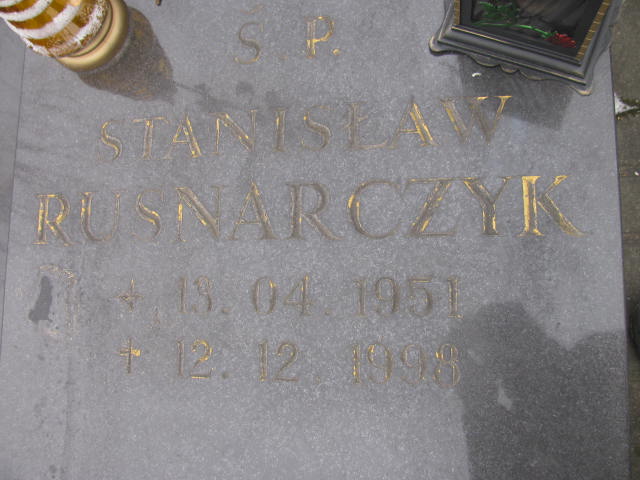 Ś. P.
STANISŁAW
RUSNARCZYK
13. 04. 1951
12. 12. 1998